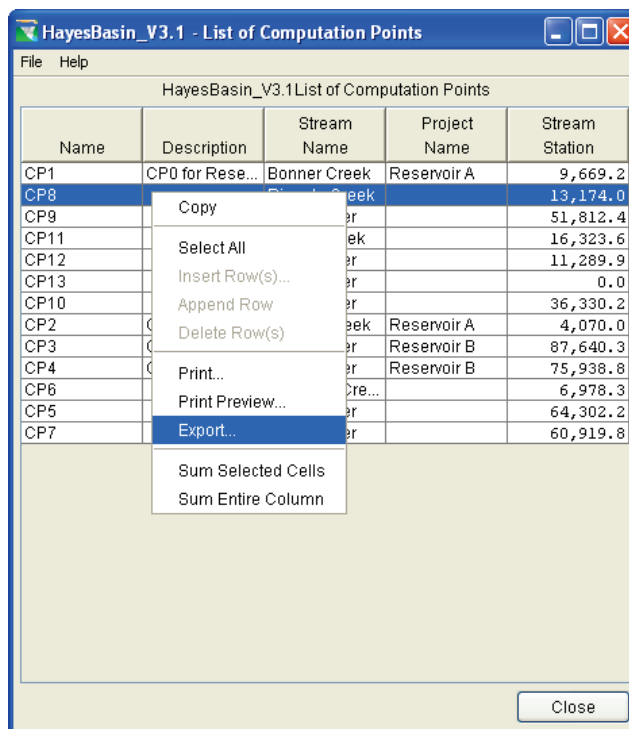 HayesBasin_V3.1 - List of Computation Points
File Help
HayesBasin_V3.1List of Computation Points
Name Description Stream Name Project Name Stream Station
CP1 CP0 for Rese... Bonner Creek Reservoir A 9,669.2
CP8 13,174.0
CP9 51,812.4
CP11 16,323.6
CP12 11,289.9
CP13 0.0
CP10 36,330.2
CP2 Reservoir A 4,070.0
CP3 Reservoir B 87,640.3
CP4 Reservoir B 75,938.8
CP6 6,978.3
CP5 64,302.2
CP7 60,919.8
Copy
Select All
Insert Row(s)...
Append Row
Delete Row(s)
Print...
Print Preview...
Export...
Sum Selected Cells
Sum Entire Column
Close